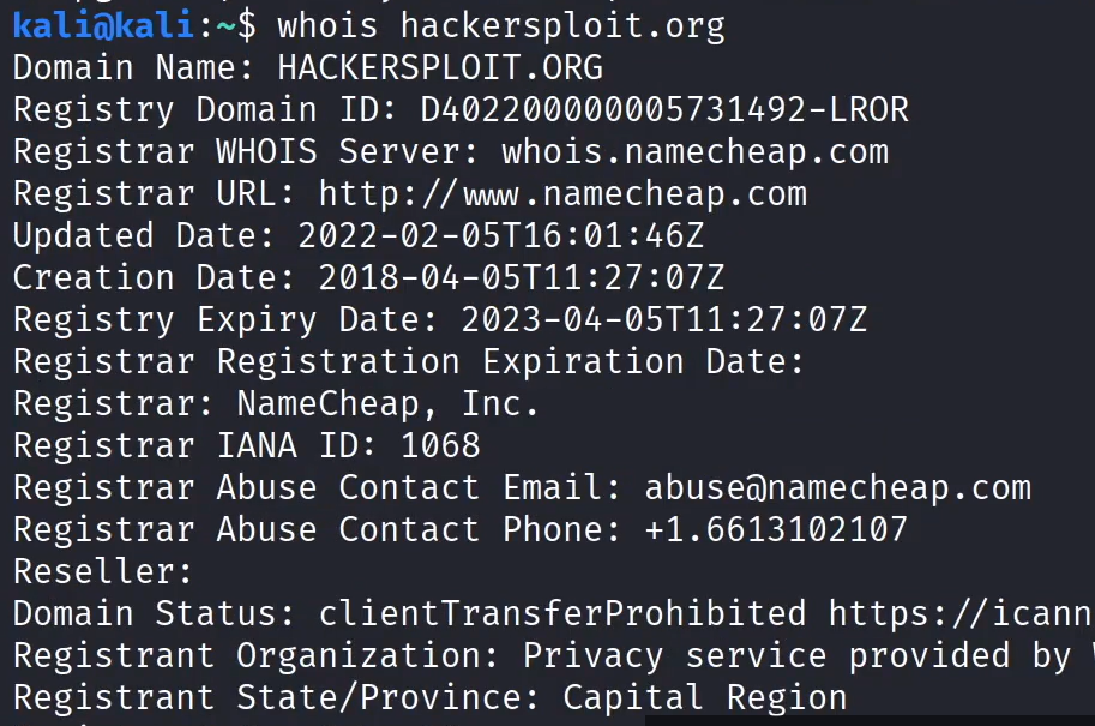 kali@kali:~$ whois hackersploit.org
Domain Name: HACKERSPLOIT.ORG
Registry Domain ID: D402200000005731492-LROR
Registrar WHOIS Server: whois.namecheap.com
Registrar URL: http://www.namecheap.com
Updated Date: 2022-02-05T16:01:46Z
Creation Date: 2018-04-05T11:27:07Z
Registry Expiry Date: 2023-04-05T11:27:07Z
Registrar Registration Expiration Date:
Registrar: NameCheap, Inc.
Registrar IANA ID: 1068
Registrar Abuse Contact Email: abuse@namecheap.com
Registrar Abuse Contact Phone: +1.6613102107
Reseller:
Domain Status: clientTransferProhibited https://icann
Registrant Organization: Privacy service provided by
Registrant State/Province: Capital Region